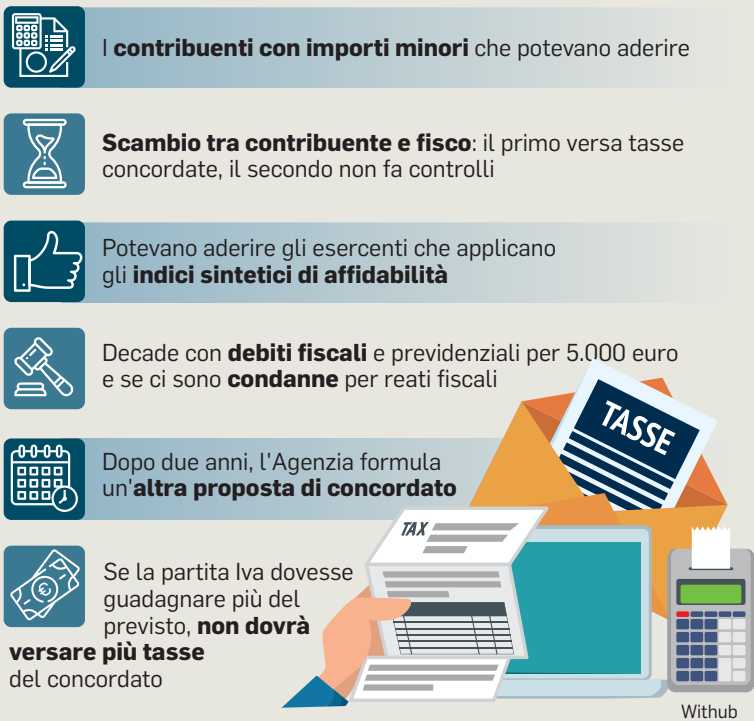 I contribuenti con importi minori che potevano aderire
Scambio tra contribuente e fisco: il primo versa tasse
concordate, il secondo non fa controlli
Potevano aderire gli esercenti che applicano
gli indici sintetici di affidabilità
Decade con debiti fiscali e previdenziali per 5.000 euro
e se ci sono condanne per reati fiscali
TASSE
Dopo due anni, l'Agenzia formula
un'altra proposta di concordato
TAX
Se la partita Iva dovesse
guadagnare più del
previsto, non dovrà
versare più tasse
del concordato
Withub